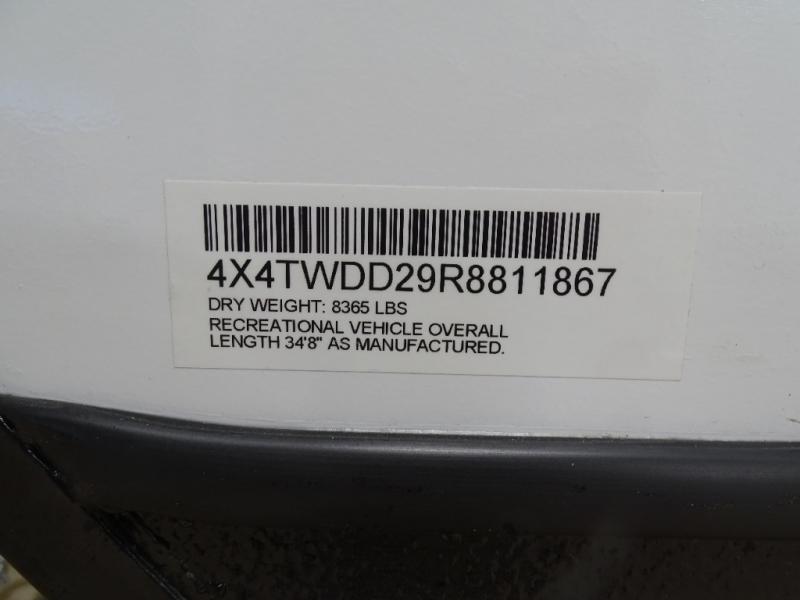 4X4TWDD29R8811867
DRY WEIGHT: 8365 LBS
RECREATIONAL VEHICLE OVERALL
LENGTH 34'8" AS MANUFACTURED.